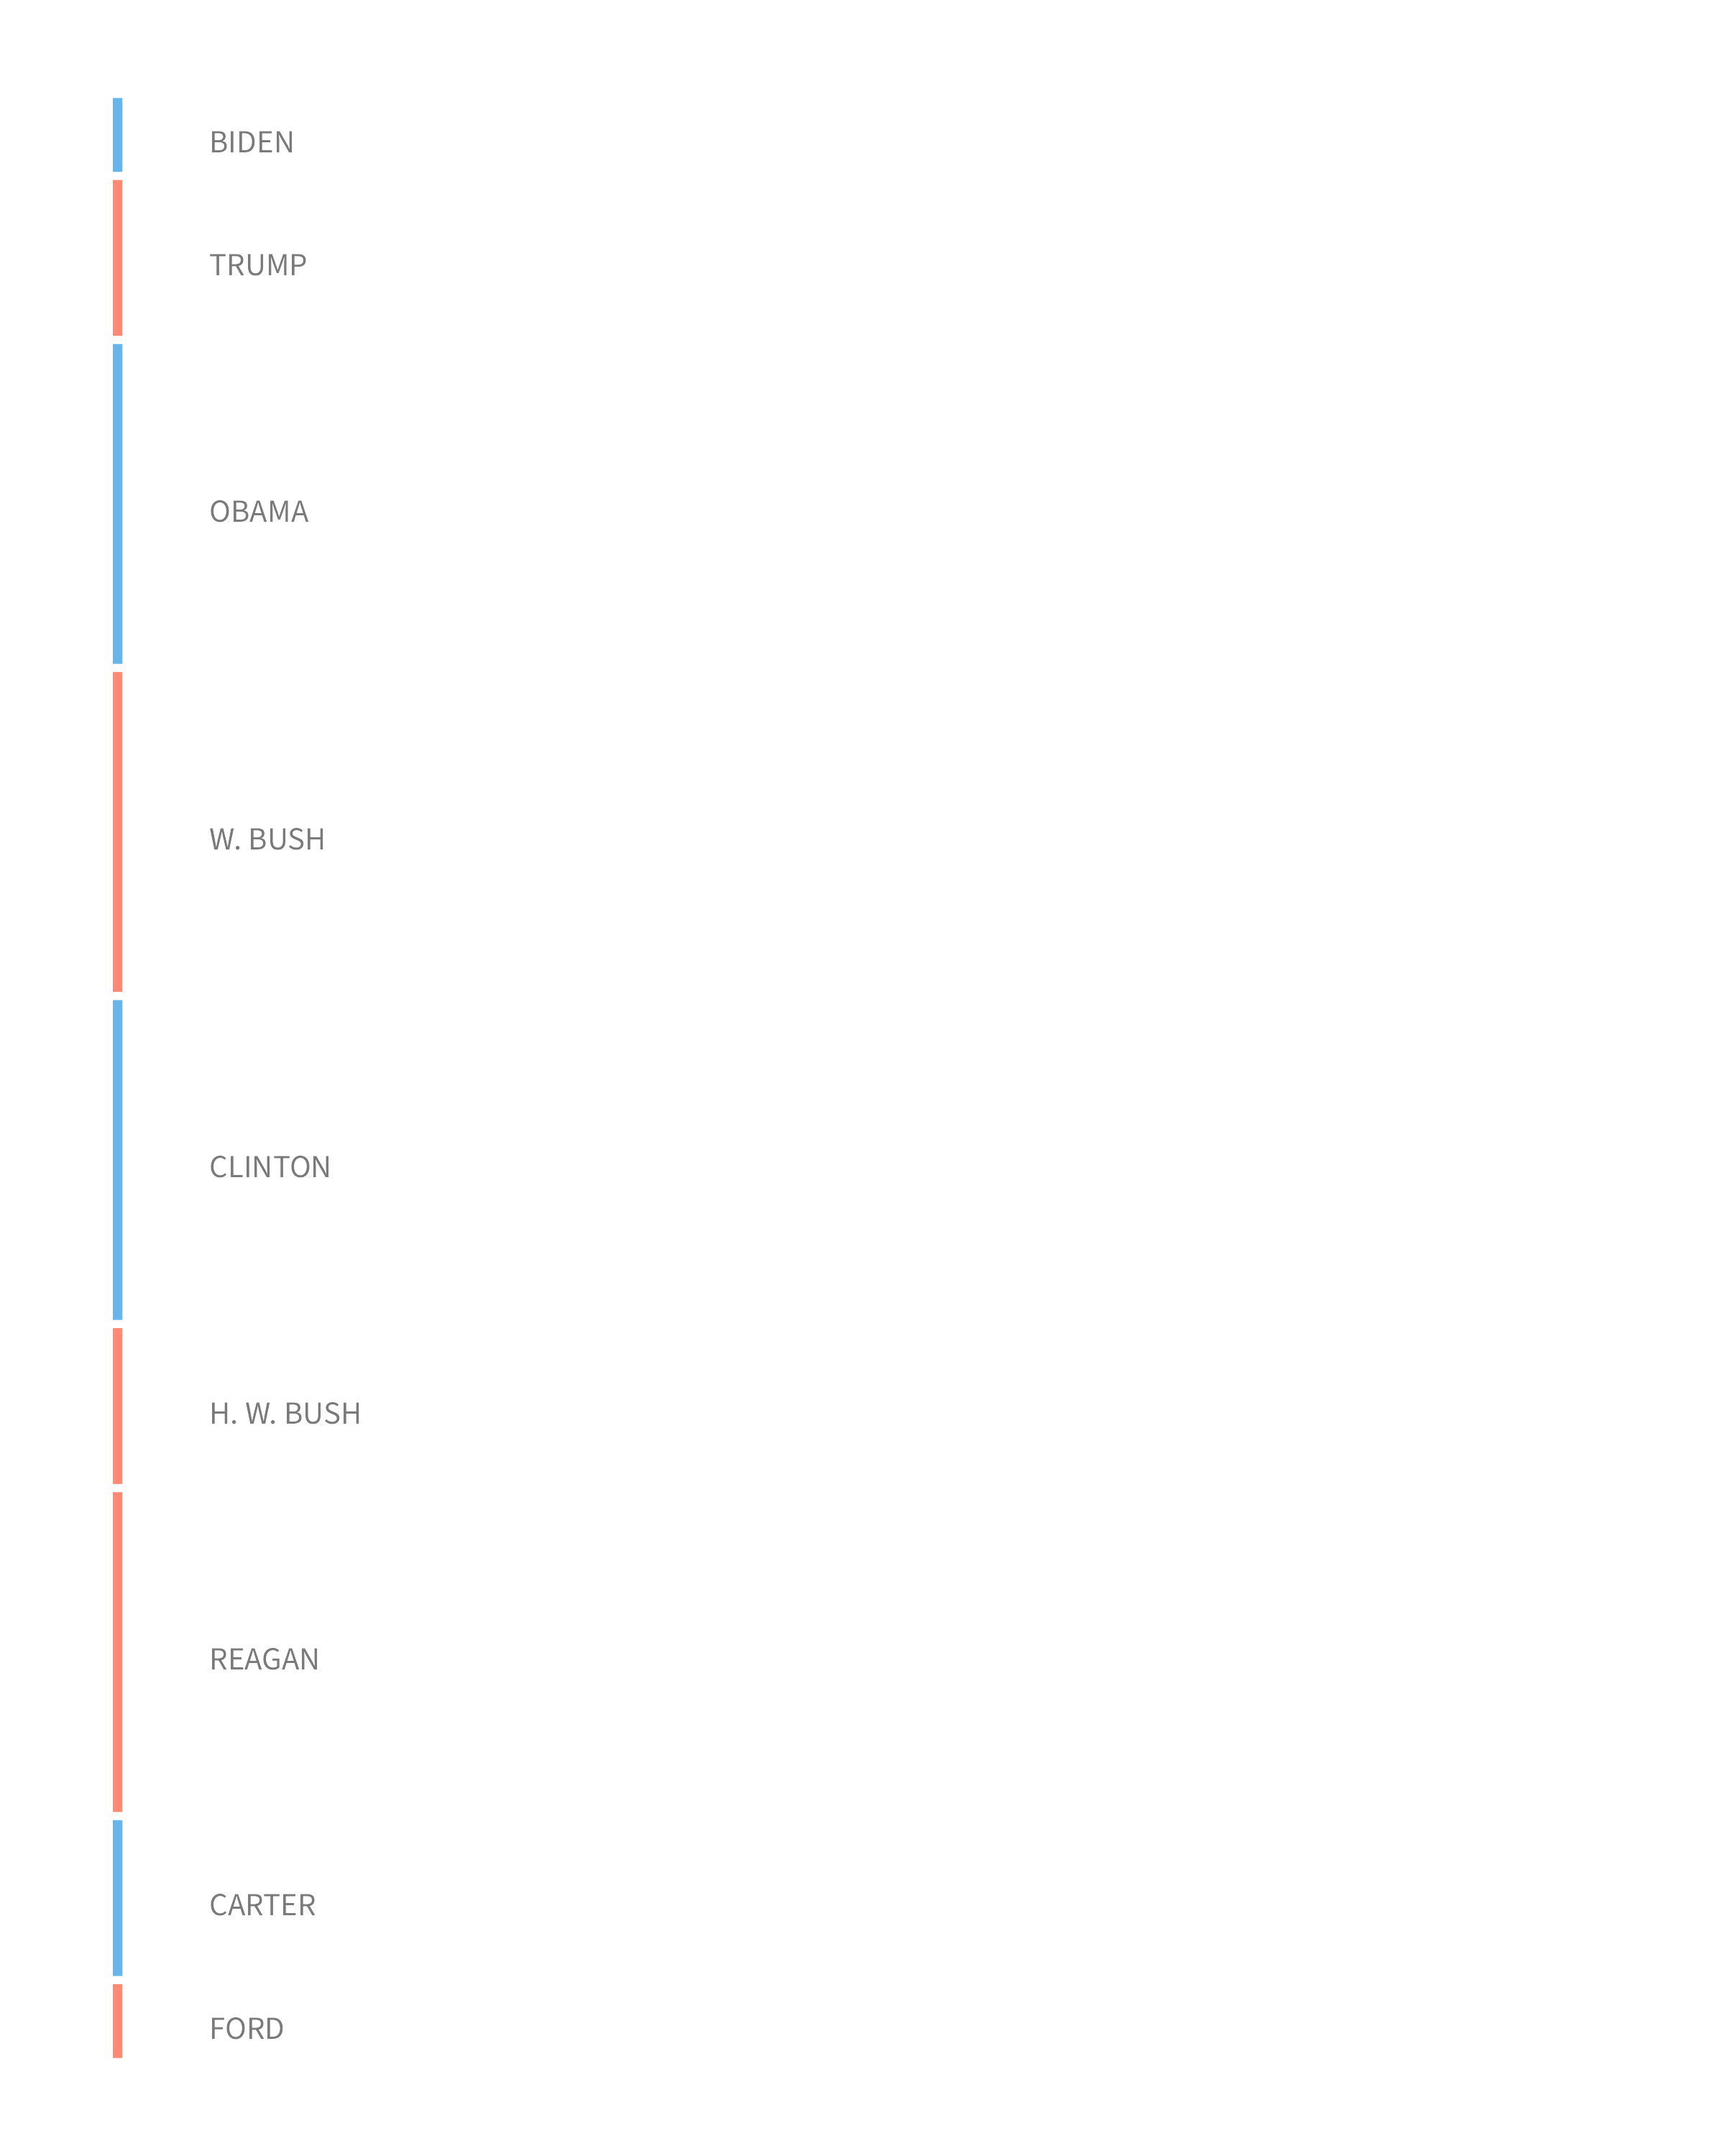 BIDEN
TRUMP
OBAMA
W. BUSH
CLINTON
H. W. BUSH
REAGAN
CARTER
FORD